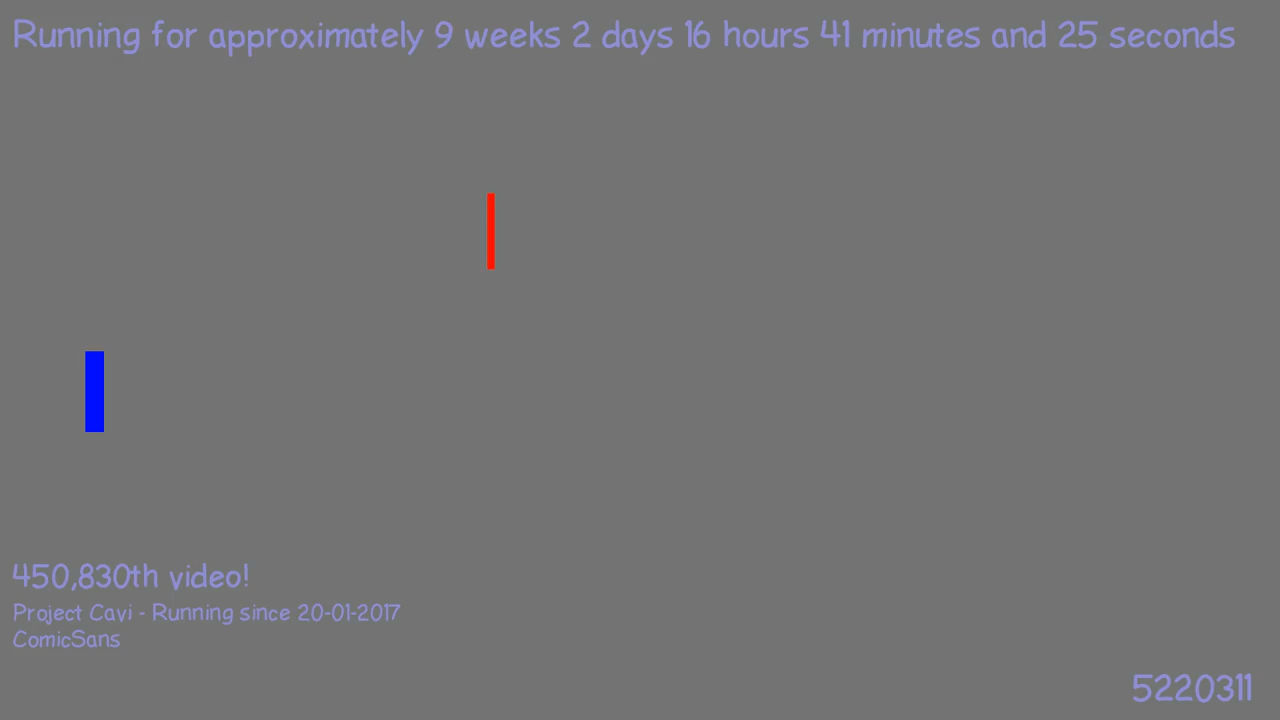 Running for approximately 9 weeks 2 days 16 hours 41 minutes and 25 seconds
450,830th video!
Project Cavi - Running since 20-01-2017
ComicSans
5220311